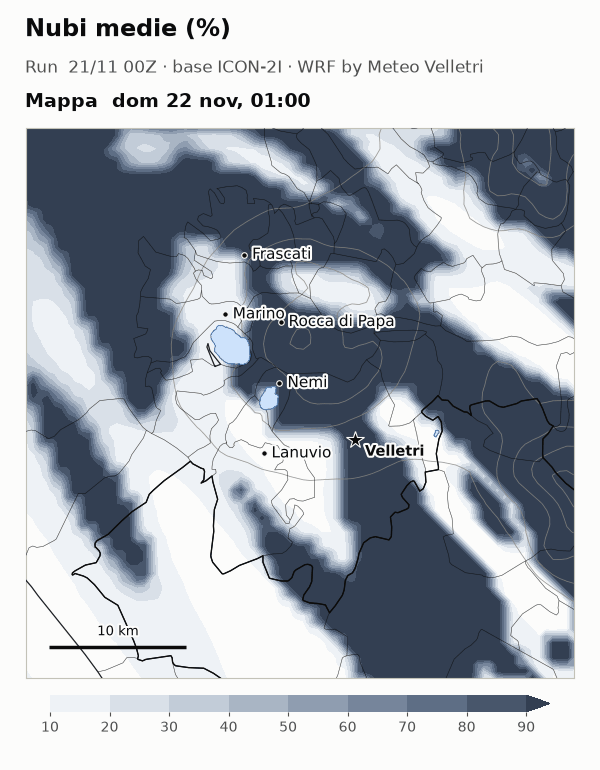 Nubi medie (%)
Run  21/11 00Z · base ICON-2I · WRF by Meteo Velletri
Mappa  dom 22 nov, 01:00
Frascati
Marino
Rocca di Papa
Nemi
Velletri
Lanuvio
10 km
10 20 30 40 50 60 70 80 90